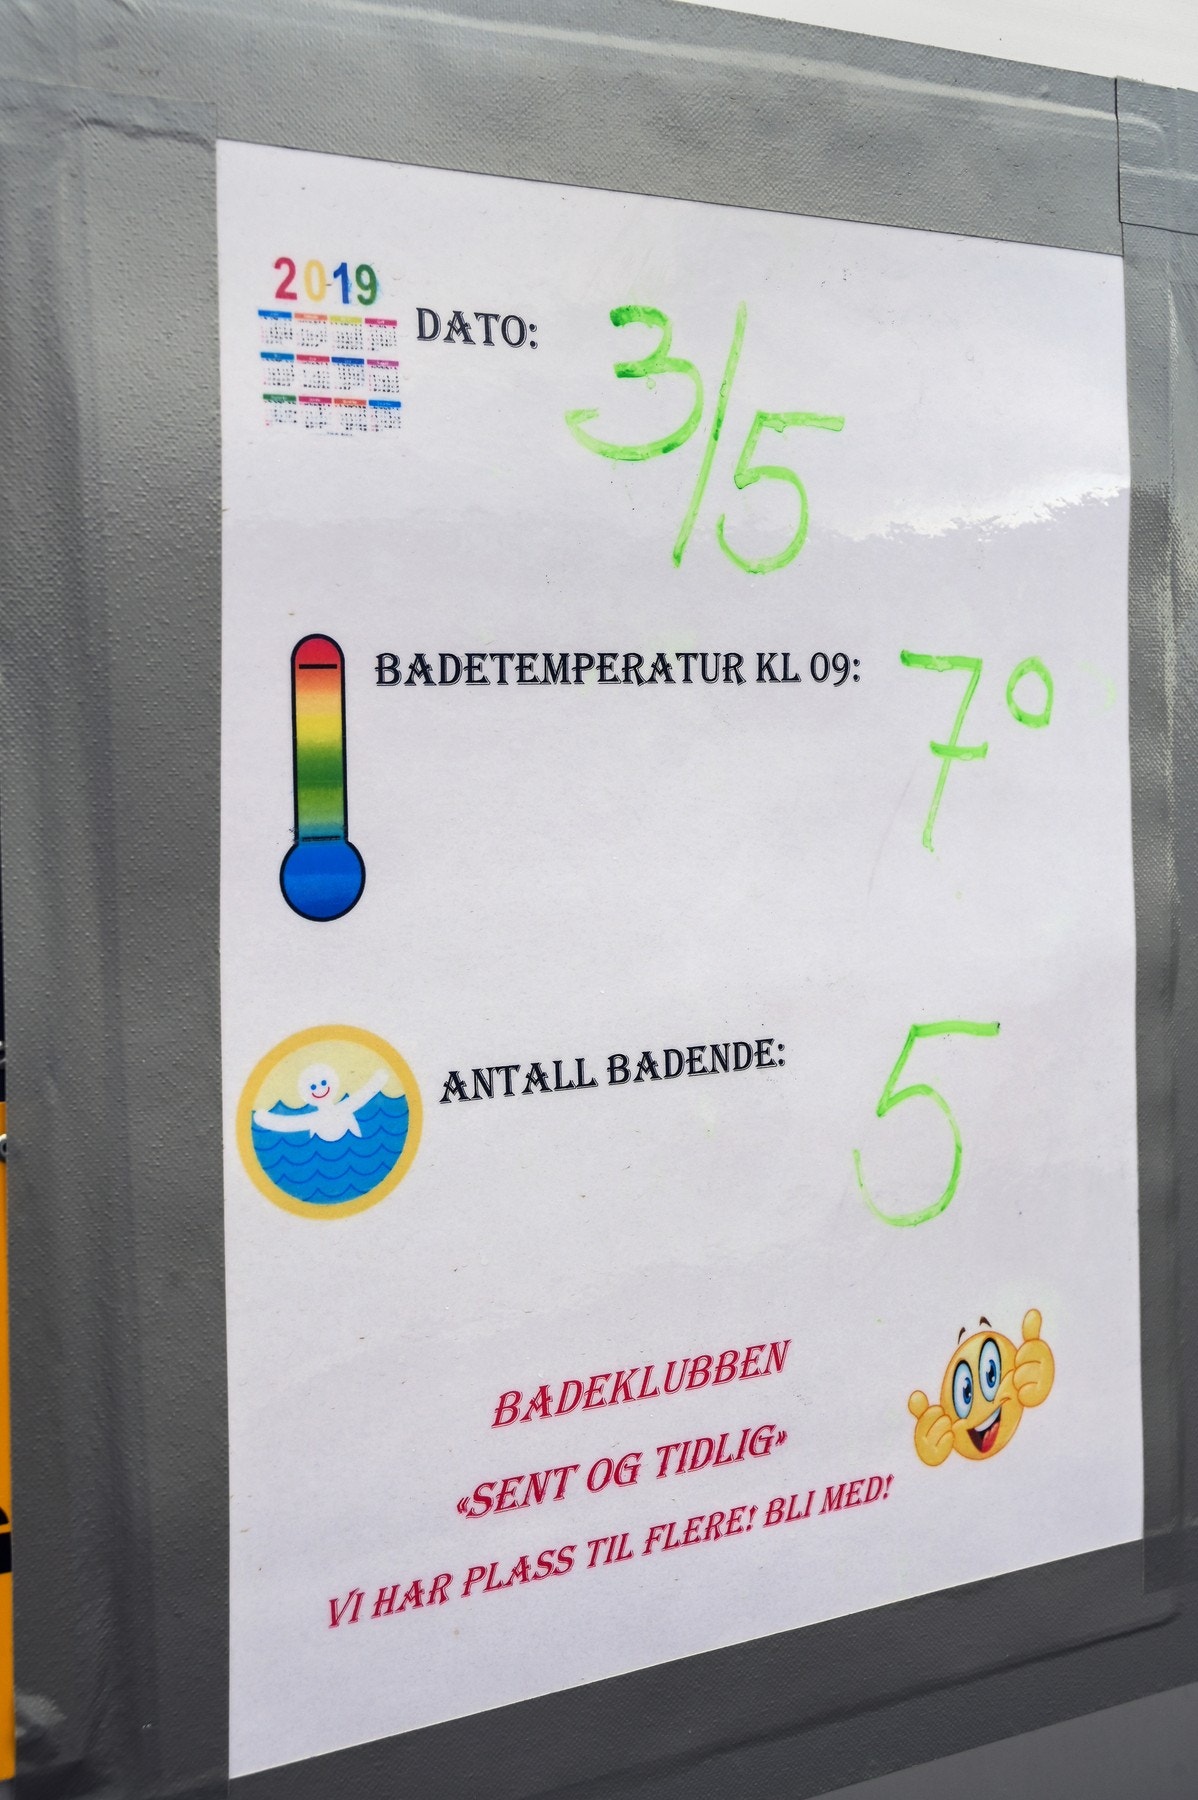 2019
DATO: 3/5
BADETEMPERATUR KL 09: 7°
ANTALL BADENDE: 5
BADEKLUBBEN
«SENT OG TIDLIG»
VI HAR PLASS TIL FLERE! BLI MED!